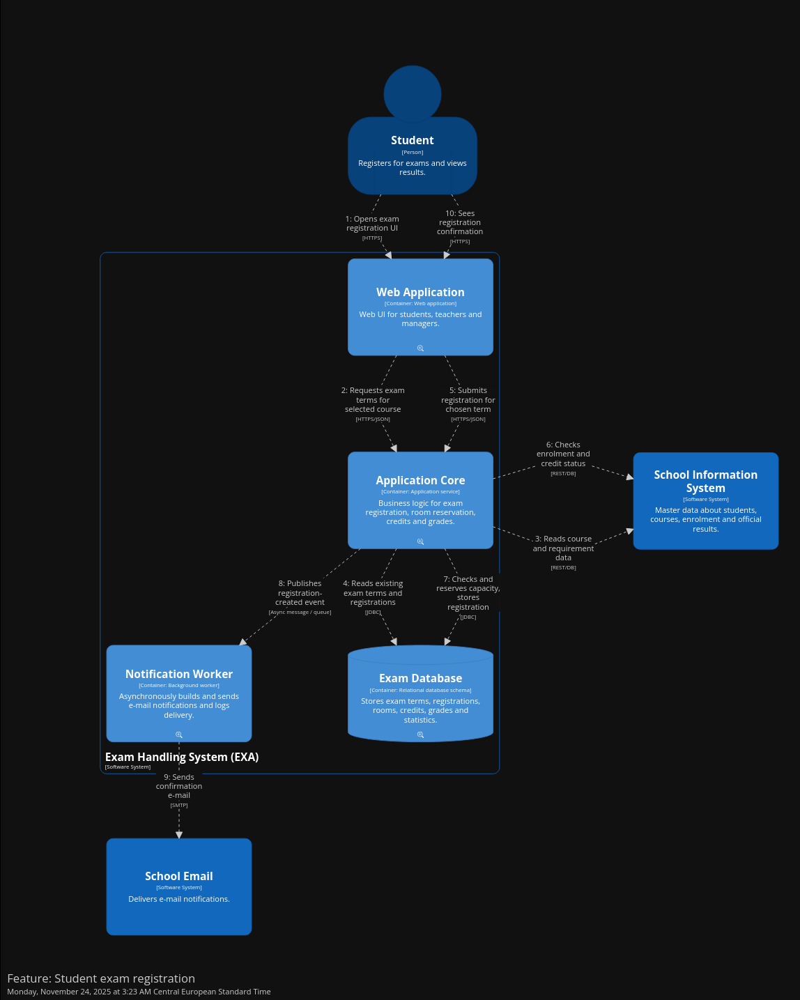 Student
[Person]
Registers for exams and views
results.
1: Opens exam
registration UI
[HTTPS]
10: Sees
registration
confirmation
[HTTPS]
Web Application
[Container: Web application]
Web UI for students, teachers and
managers.
2: Requests exam
terms for
selected course
[HTTPS/JSON]
5: Submits
registration for
chosen term
[HTTPS/JSON]
Application Core
[Container: Application service]
Business logic for exam
registration, room reservation,
credits and grades.
6: Checks
enrolment and
credit status
[REST/DB]
3: Reads course
and requirement
data
[REST/DB]
School Information
System
[Software System]
Master data about students,
courses, enrolment and official
results.
8: Publishes
registration-
created event
[Async message / queue]
4: Reads existing
exam terms and
registrations
[JDBC]
7: Checks and
reserves capacity,
stores
registration
[JDBC]
Notification Worker
[Container: Background worker]
Asynchronously builds and sends
e-mail notifications and logs
delivery.
Exam Database
[Container: Relational database schema]
Stores exam terms, registrations,
rooms, credits, grades and
statistics.
Exam Handling System (EXA)
[Software System]
9: Sends
confirmation
e-mail
[SMTP]
School Email
[Software System]
Delivers e-mail notifications.
Feature: Student exam registration
Monday, November 24, 2025 at 3:23 AM Central European Standard Time